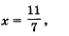 x = 11/7,